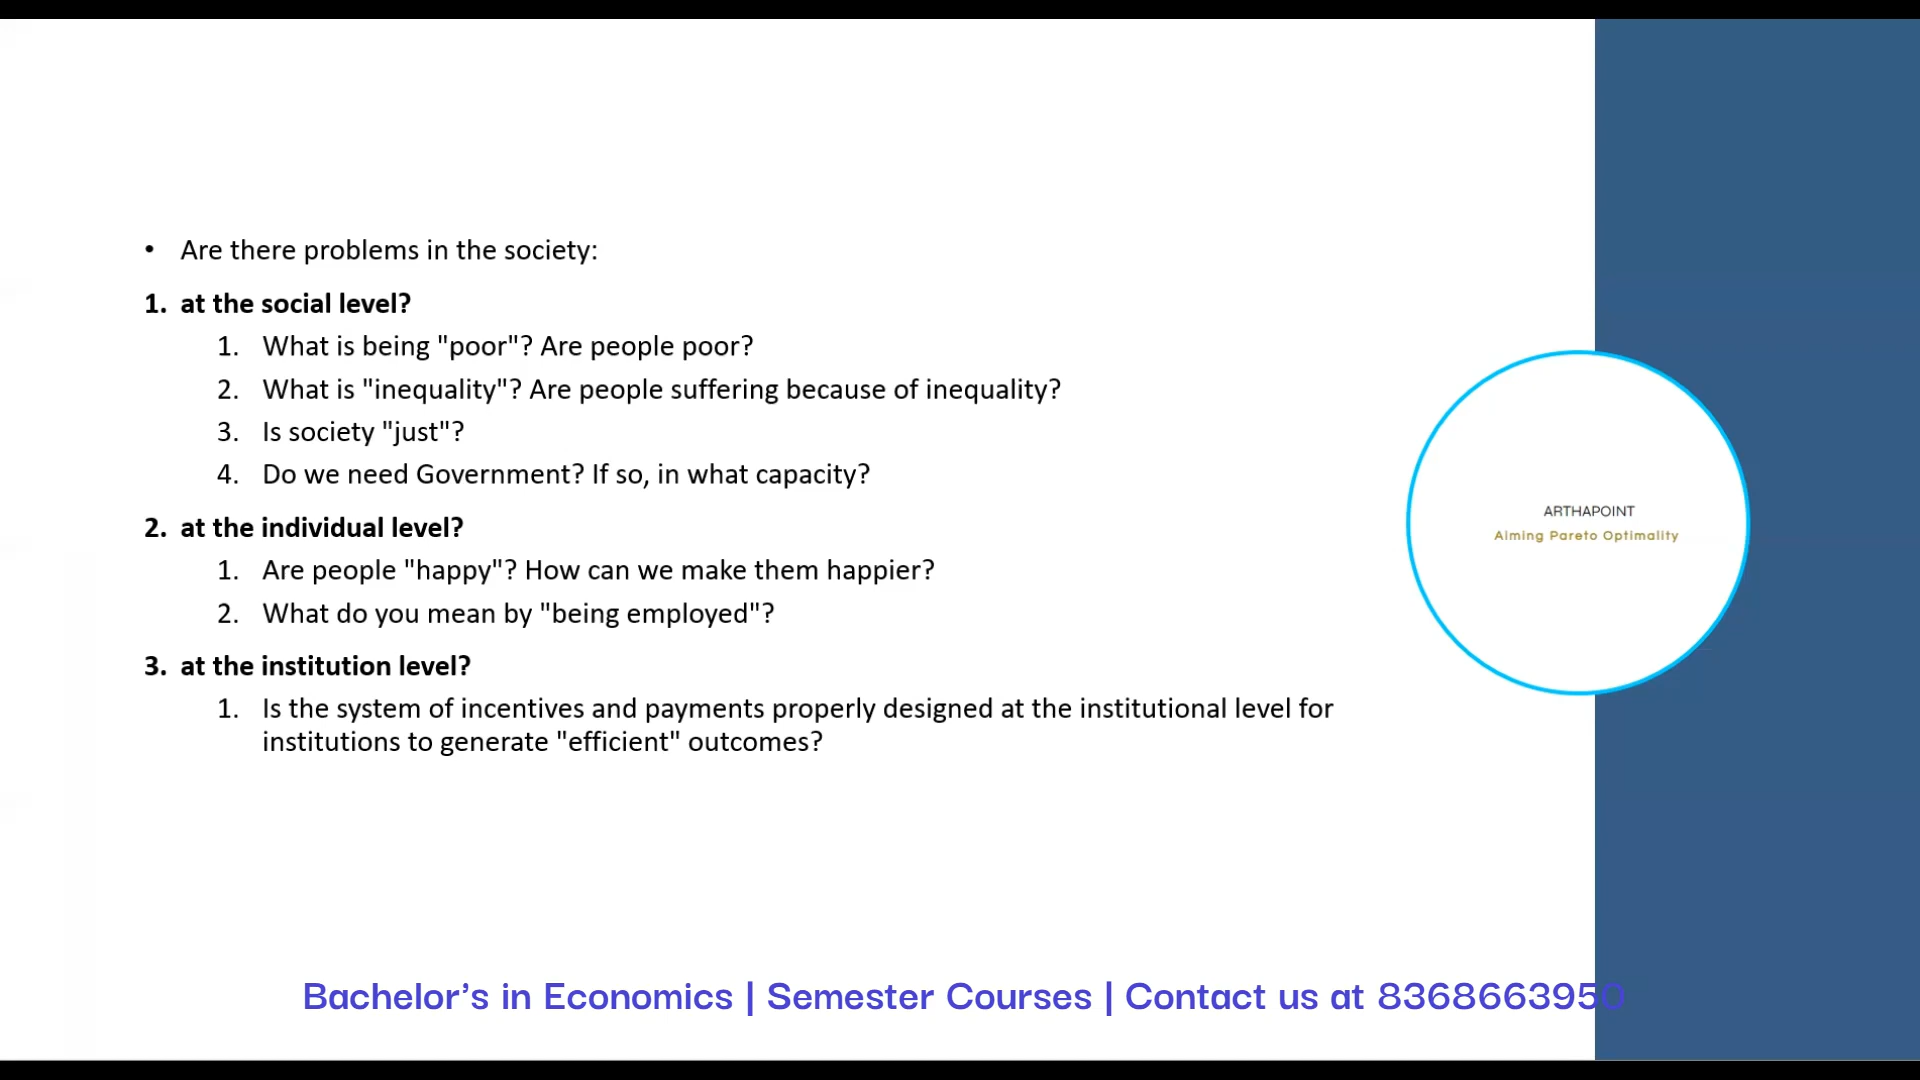 • Are there problems in the society:
1. at the social level?
1. What is being "poor"? Are people poor?
2. What is "inequality"? Are people suffering because of inequality?
3. Is society "just"?
4. Do we need Government? If so, in what capacity?
2. at the individual level?
1. Are people "happy"? How can we make them happier?
2. What do you mean by "being employed"?
3. at the institution level?
1. Is the system of incentives and payments properly designed at the institutional level for
institutions to generate "efficient" outcomes?
ARTHAPOINT
Aiming Pareto Optimality
Bachelor's in Economics | Semester Courses | Contact us at 8368663950